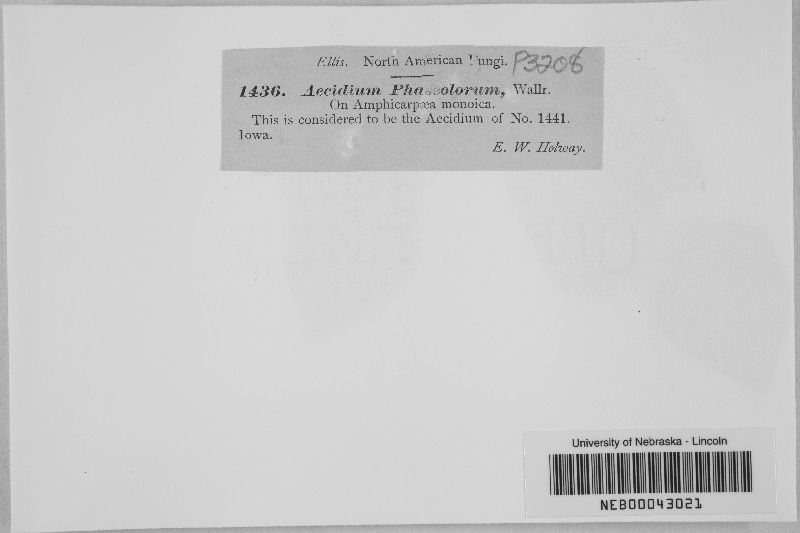 Ellis. North American Fungi. P3208
1436. Aecidium Phaseolorum, Wallr.
On Amphicarpæa monoica.
This is considered to be the Aecidium of No. 1441.
Iowa.
E. W. Holway.
University of Nebraska - Lincoln
NEB00043021